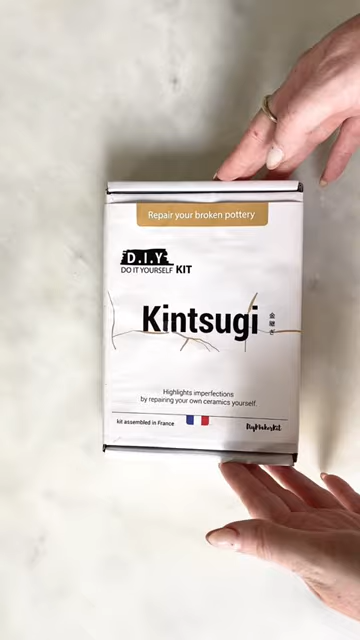 Repair your broken pottery
D.I.Y
DO IT YOURSELF KIT
Kintsugi
金継ぎ
Highlights imperfections
by repairing your own ceramics yourself.
kit assembled in France
DiyMakerKit